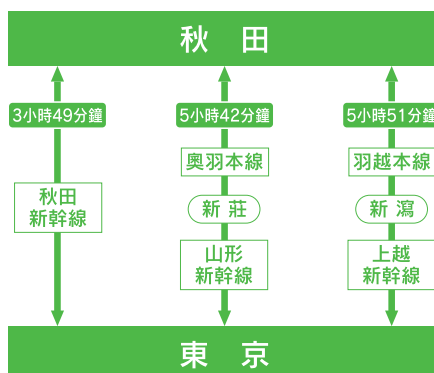 秋 田
3小時49分鐘
5小時42分鐘
5小時51分鐘
奧羽本線
羽越本線
秋田
新幹線
新 莊
新 瀉
山形
新幹線
上越
新幹線
東 京